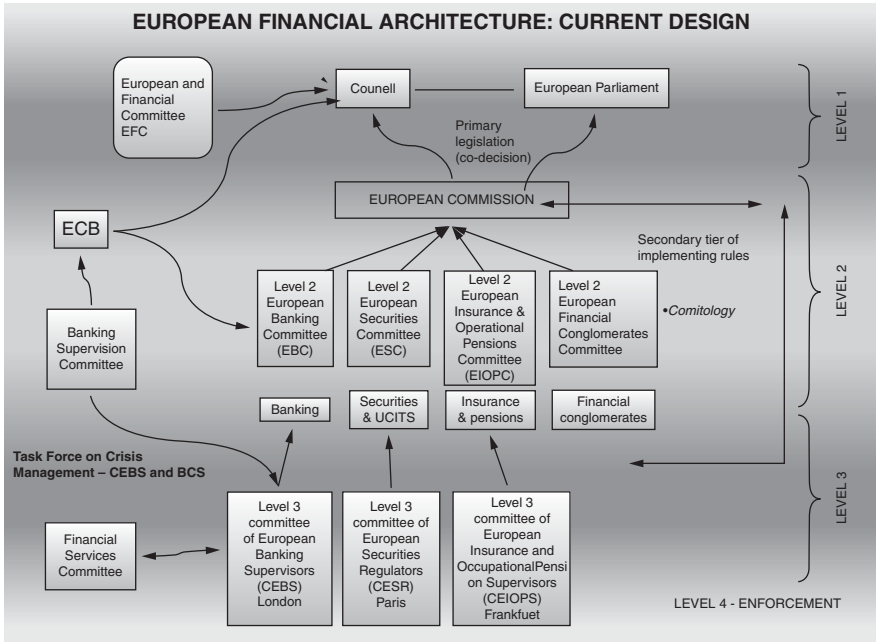 EUROPEAN FINANCIAL ARCHITECTURE: CURRENT DESIGN
European and
Financial
Committee
EFC
Counell
European Parliament
LEVEL 1
Primary
legislation
(co-decision)
EUROPEAN COMMISSION
ECB
Secondary tier of
implementing rules
Level 2
European
Banking
Committee
(EBC)
Level 2
European
Securities
Committee
(ESC)
Level 2
European
Insurance &
Operational
Pensions
Committee
(EIOPC)
Level 2
European
Financial
Conglomerates
Committee
•Comitology
LEVEL 2
Banking
Supervision
Committee
Banking
Securities
& UCITS
Insurance
& pensions
Financial
conglomerates
Task Force on Crisis
Management – CEBS and BCS
Financial
Services
Committee
Level 3
committee
of European
Banking
Supervisors
(CEBS)
London
Level 3
committee of
European
Securities
Regulators
(CESR)
Paris
Level 3
committee of
European
Insurance and
OccupationalPensi
on Supervisors
(CEIOPS)
Frankfuet
LEVEL 3
LEVEL 4 - ENFORCEMENT